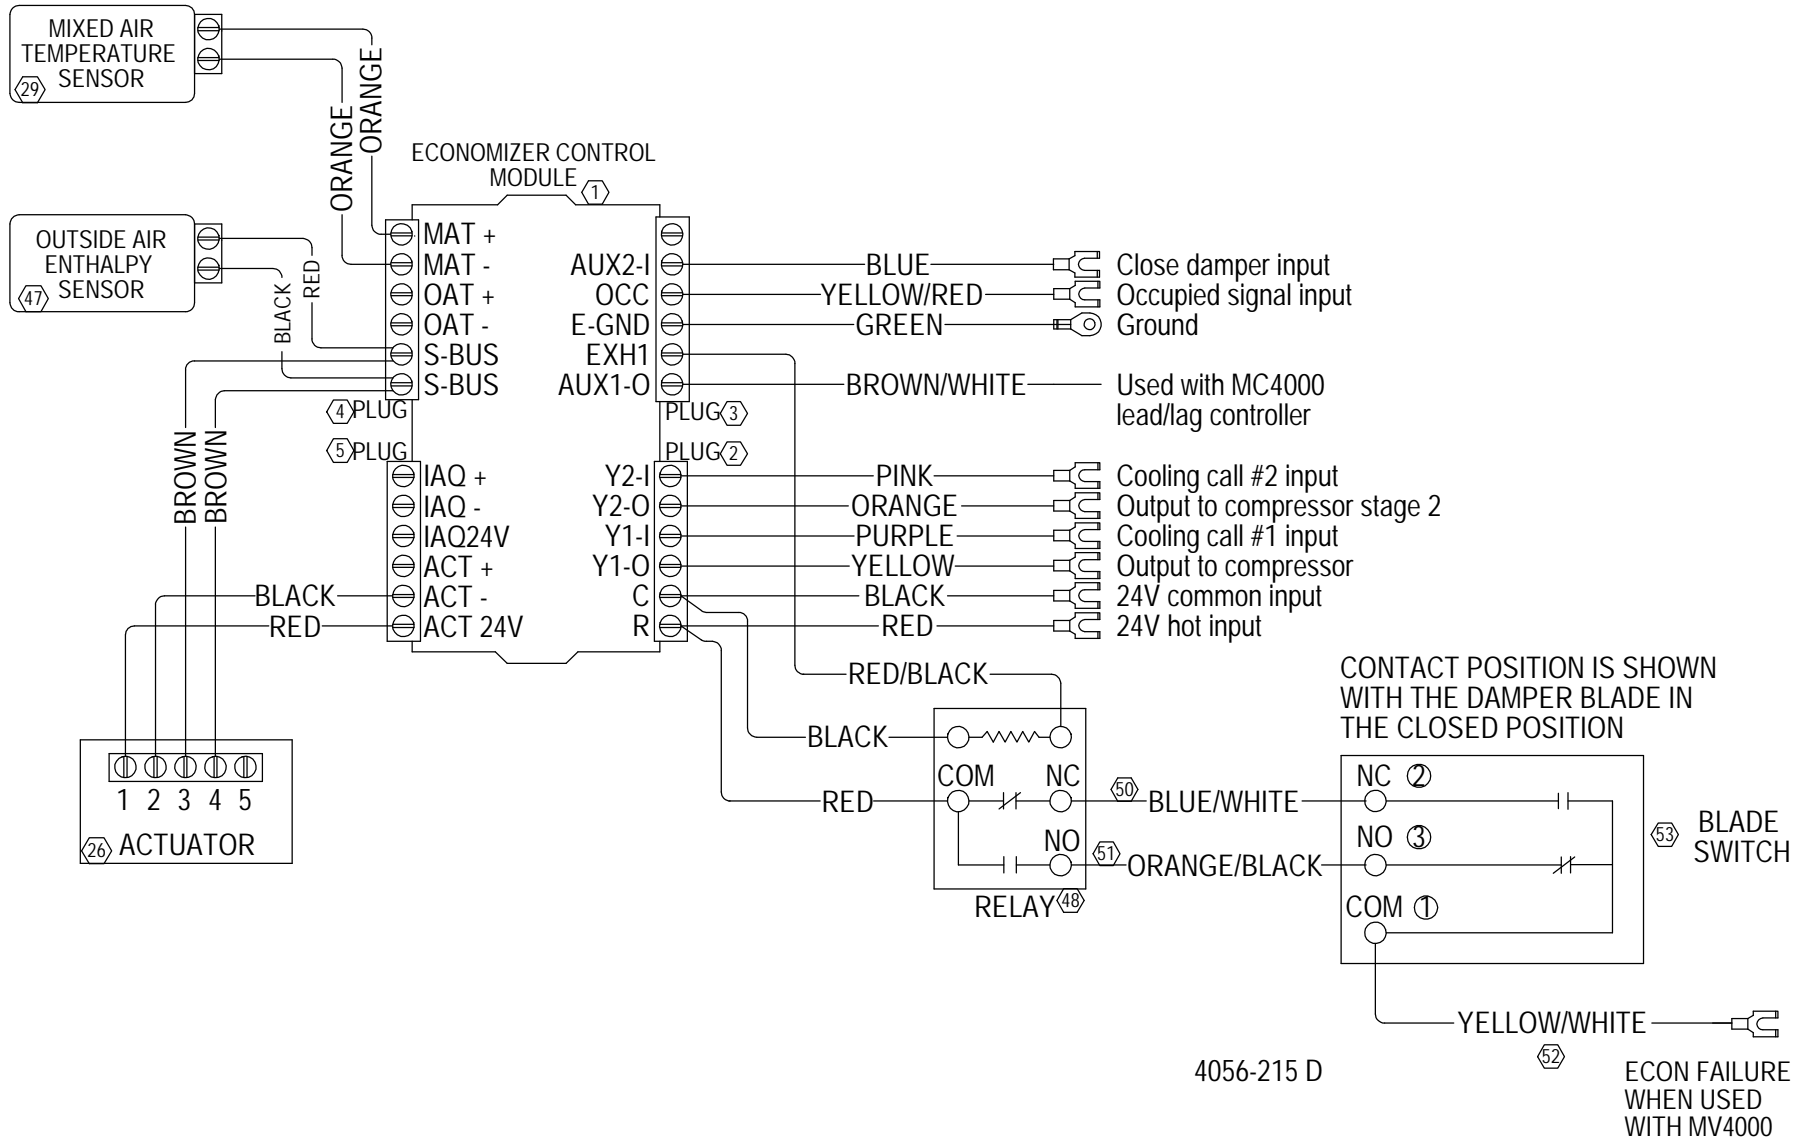 MIXED AIR
TEMPERATURE
SENSOR
29
ORANGE
ORANGE
OUTSIDE AIR
ENTHALPY
SENSOR
47
RED
BLACK
ECONOMIZER CONTROL
MODULE
1
MAT +
MAT -
OAT +
OAT -
S-BUS
S-BUS
4 PLUG
5 PLUG
IAQ +
IAQ -
IAQ24V
ACT +
ACT -
ACT 24V
BROWN
BROWN
BLACK
RED
1 2 3 4 5
26 ACTUATOR
AUX2-I BLUE Close damper input
OCC YELLOW/RED Occupied signal input
E-GND GREEN Ground
EXH1
AUX1-O BROWN/WHITE Used with MC4000
lead/lag controller
PLUG 3
PLUG 2
Y2-I PINK Cooling call #2 input
Y2-O ORANGE Output to compressor stage 2
Y1-I PURPLE Cooling call #1 input
Y1-O YELLOW Output to compressor
C BLACK 24V common input
R RED 24V hot input
RED/BLACK
BLACK
RED
COM NC
NO
RELAY 48
50 BLUE/WHITE
51 ORANGE/BLACK
CONTACT POSITION IS SHOWN
WITH THE DAMPER BLADE IN
THE CLOSED POSITION
NC 2
NO 3
COM 1
53 BLADE
SWITCH
YELLOW/WHITE
52
ECON FAILURE
WHEN USED
WITH MV4000
4056-215 D